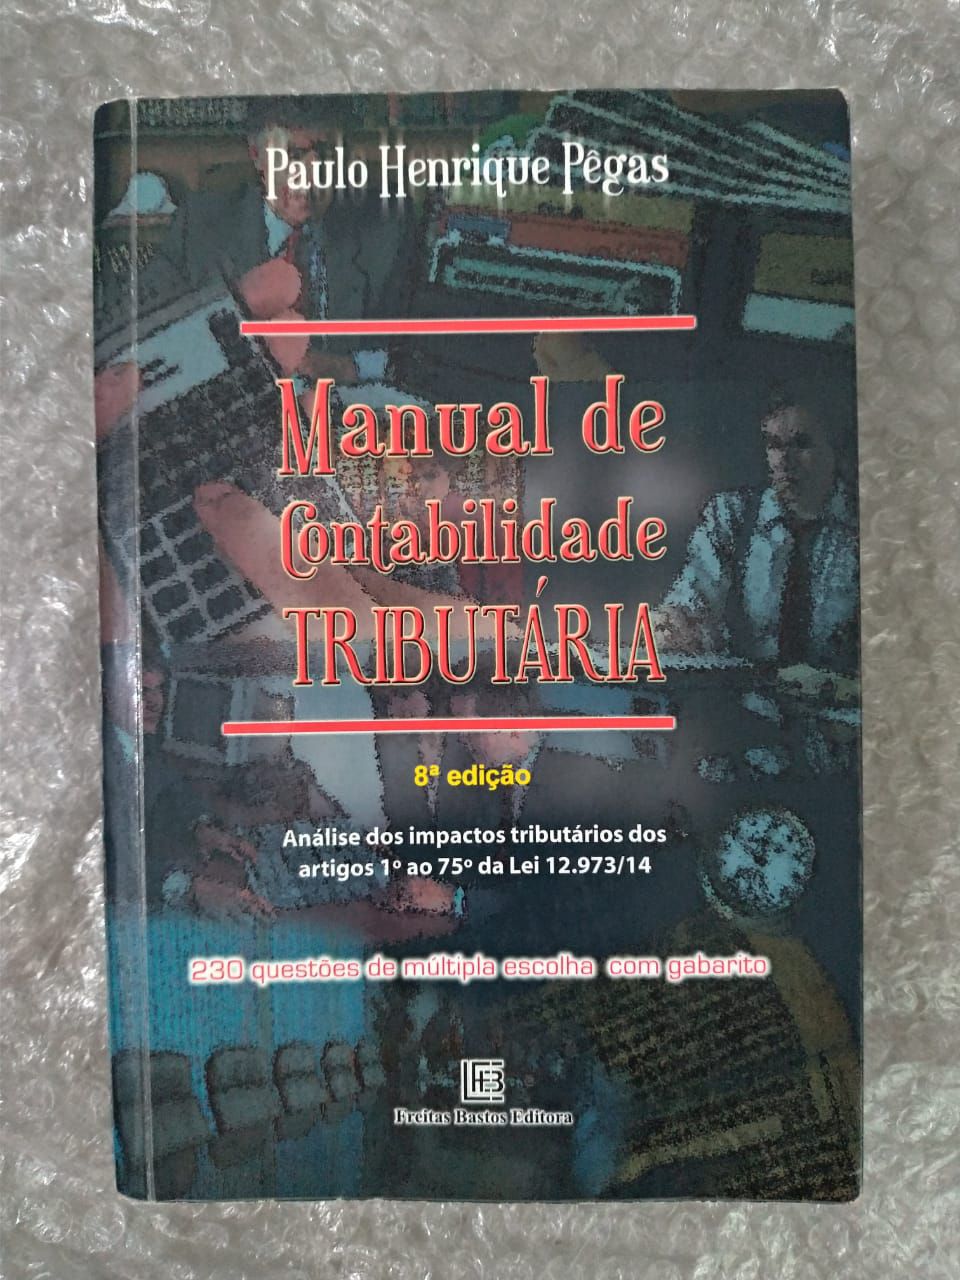 Paulo Henrique Pêgas
Manual de
Contabilidade
TRIBUTÁRIA
8ª edição
Análise dos impactos tributários dos
artigos 1º ao 75º da Lei 12.973/14
230 questões de múltipla escolha com gabarito
FB
Freitas Bastos Editora